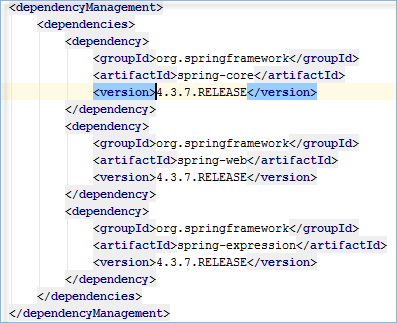 <dependencyManagement>
<dependencies>
<dependency>
<groupId>org.springframework</groupId>
<artifactId>spring-core</artifactId>
<version>4.3.7.RELEASE</version>
</dependency>
<dependency>
<groupId>org.springframework</groupId>
<artifactId>spring-web</artifactId>
<version>4.3.7.RELEASE</version>
</dependency>
<dependency>
<groupId>org.springframework</groupId>
<artifactId>spring-expression</artifactId>
<version>4.3.7.RELEASE</version>
</dependency>
</dependencies>
</dependencyManagement>